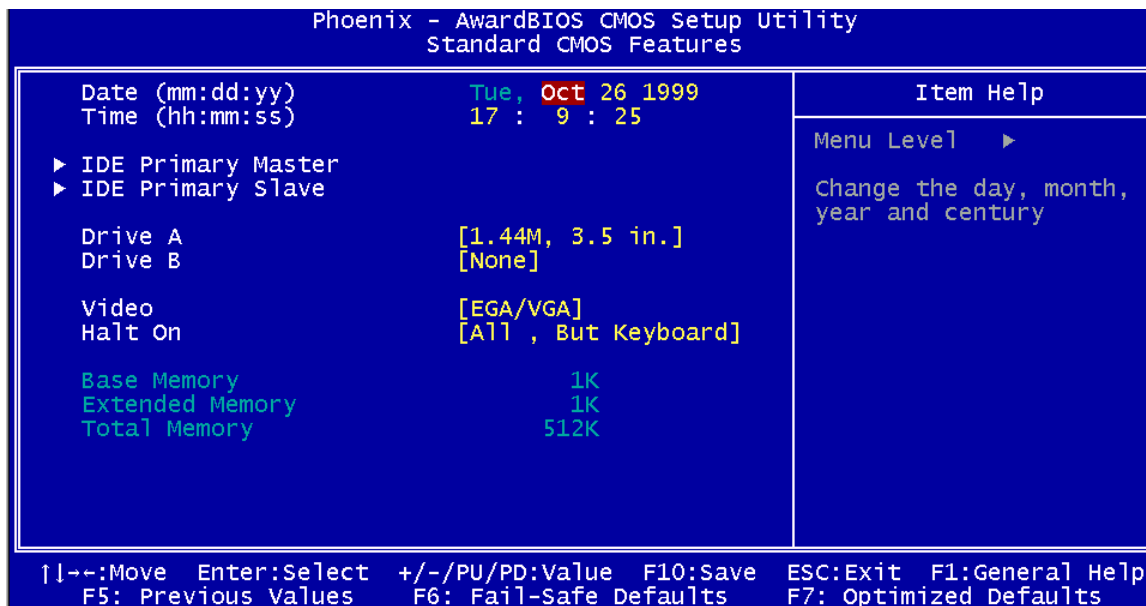 Phoenix - AwardBIOS CMOS Setup Utility
Standard CMOS Features
Date (mm:dd:yy) Tue, Oct 26 1999
Time (hh:mm:ss) 17 : 9 : 25
▶ IDE Primary Master
▶ IDE Primary Slave
Drive A [1.44M, 3.5 in.]
Drive B [None]
Video [EGA/VGA]
Halt On [All , But Keyboard]
Base Memory 1K
Extended Memory 1K
Total Memory 512K
Item Help
Menu Level ▶
Change the day, month,
year and century
↑↓→←:Move Enter:Select +/-/PU/PD:Value F10:Save ESC:Exit F1:General Help
F5: Previous Values F6: Fail-Safe Defaults F7: Optimized Defaults